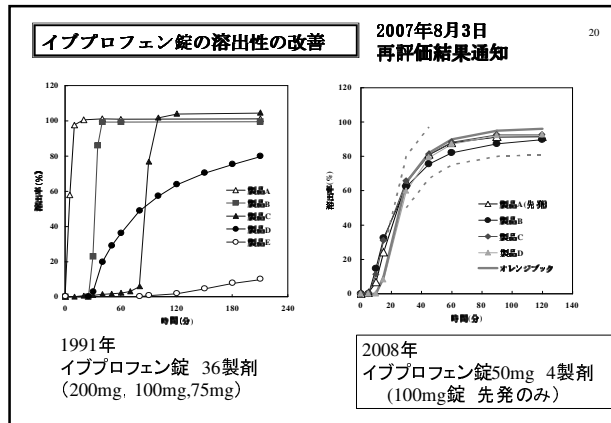 イブプロフェン錠の溶出性の改善
2007年8月3日
再評価結果通知
20
120
100
80
60
40
20
0
溶出率(%)
0
60
120
180
240
時間(分)
製品A
製品B
製品C
製品D
製品E
120
100
80
60
40
20
0
溶出率(%)
0
20
40
60
80
100
120
140
時間(分)
製品A(先発)
製品B
製品C
製品D
オレンジブック
1991年
イブプロフェン錠 36製剤
(200mg, 100mg,75mg)
2008年
イブプロフェン錠50mg 4製剤
(100mg錠 先発のみ)